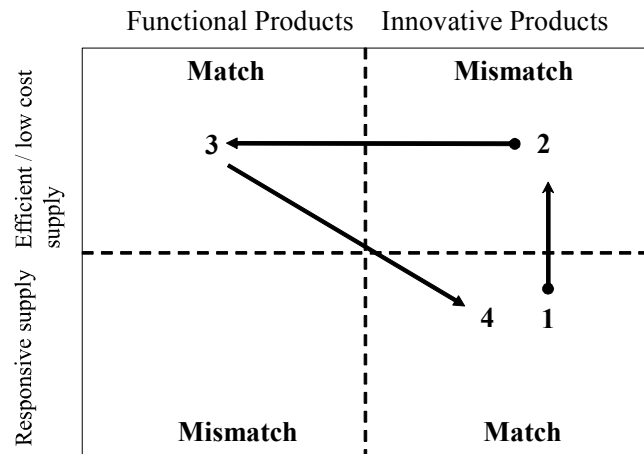 Functional Products
Innovative Products
Match
Mismatch
Efficient / low cost
supply
3
2
Responsive supply
4
1
Mismatch
Match